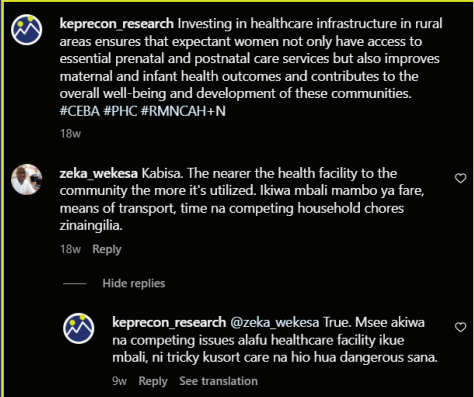 keprecon_research Investing in healthcare infrastructure in rural
areas ensures that expectant women not only have access to
essential prenatal and postnatal care services but also improves
maternal and infant health outcomes and contributes to the
overall well-being and development of these communities.
#CEBA #PHC #RMNCAH+N
18w
zeka_wekesa Kabisa. The nearer the health facility to the
community the more it's utilized. Ikiwa mbali mambo ya fare,
means of transport, time na competing household chores
zinaingilia.
18w Reply
Hide replies
keprecon_research @zeka_wekesa True. Msee akiwa
na competing issues alafu healthcare facility ikue
mbali, ni tricky kusort care na hio hua dangerous sana.
9w Reply See translation